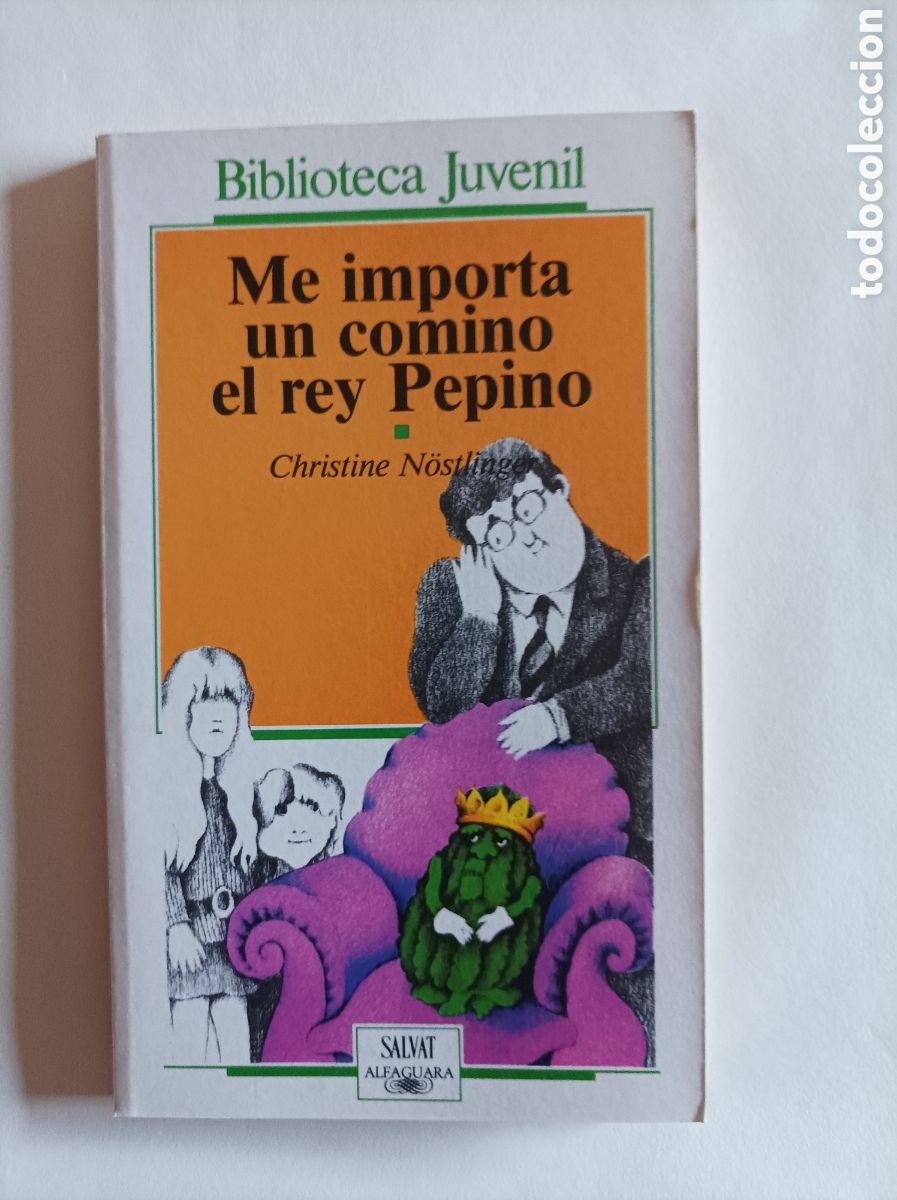 Biblioteca Juvenil
Me importa
un comino
el rey Pepino
Christine Nöstlinger
SALVAT
ALFAGUARA
todocoleccion